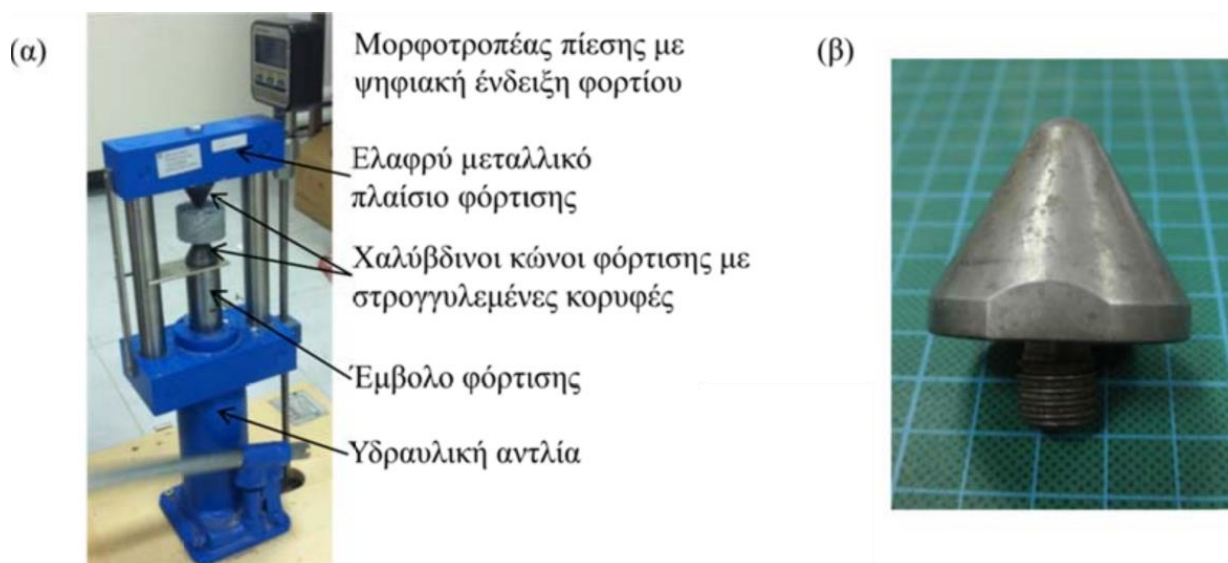 (α)
Μορφοτροπέας πίεσης με
ψηφιακή ένδειξη φορτίου
Ελαφρύ μεταλλικό
πλαίσιο φόρτισης
Χαλύβδινοι κώνοι φόρτισης με
στρογγυλεμένες κορυφές
Έμβολο φόρτισης
Υδραυλική αντλία
(β)